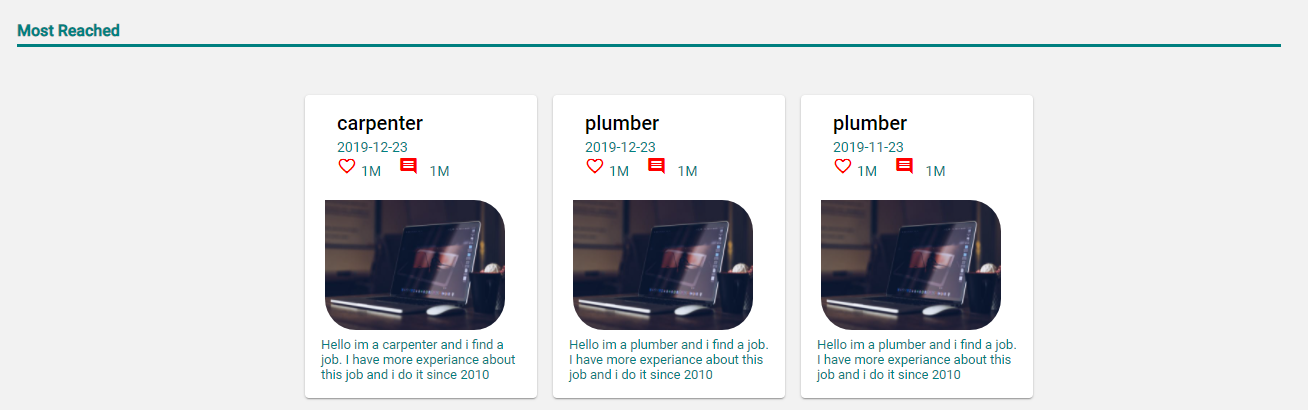 Most Reached
carpenter
2019-12-23
1M 1M
Hello im a carpenter and i find a
job. I have more experiance about
this job and i do it since 2010
plumber
2019-12-23
1M 1M
Hello im a plumber and i find a job.
I have more experiance about this
job and i do it since 2010
plumber
2019-11-23
1M 1M
Hello im a plumber and i find a job.
I have more experiance about this
job and i do it since 2010